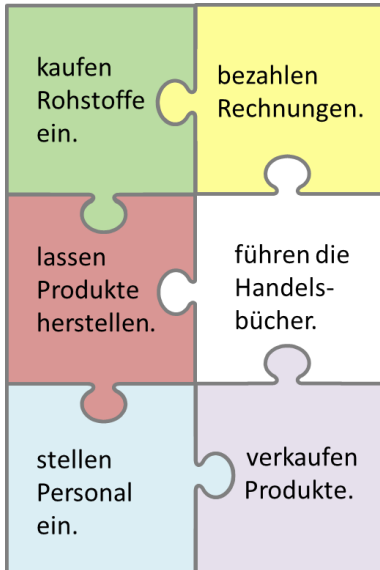 kaufen
Rohstoffe
ein.
bezahlen
Rechnungen.
lassen
Produkte
herstellen.
führen die
Handels-
bücher.
stellen
Personal
ein.
verkaufen
Produkte.